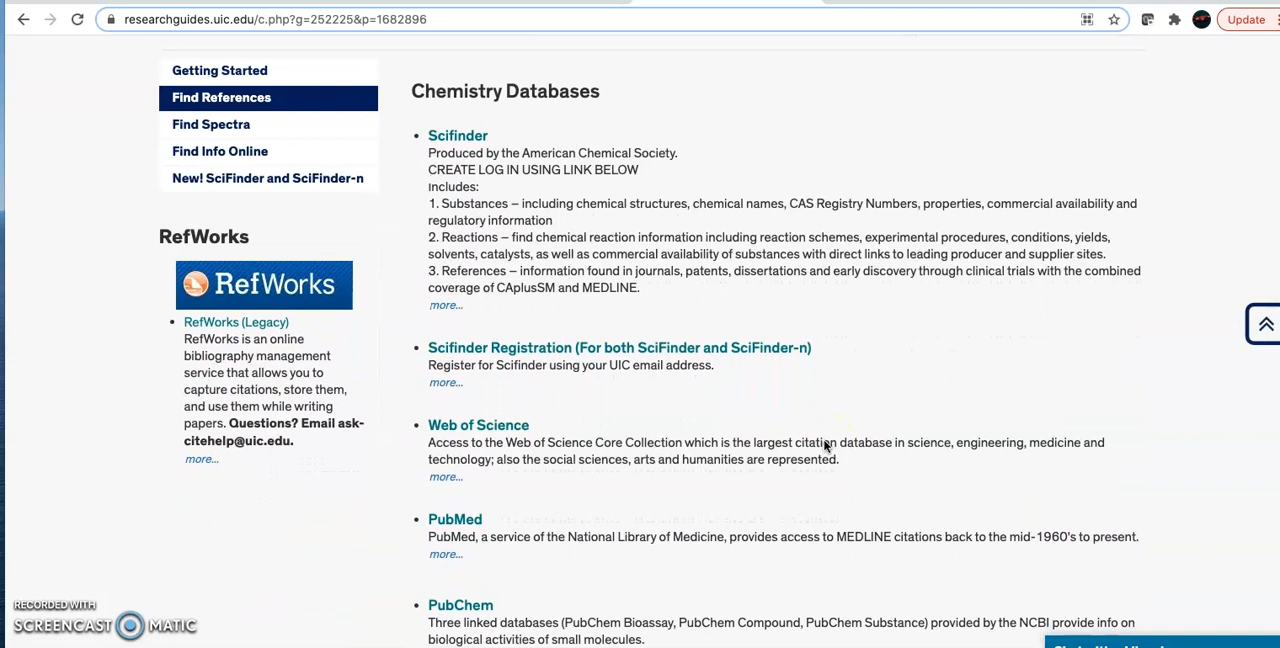 researchguides.uic.edu/c.php?g=252225&p=1682896
Update
Getting Started
Find References
Find Spectra
Find Info Online
New! SciFinder and SciFinder-n
RefWorks
RefWorks
RefWorks (Legacy)
RefWorks is an online
bibliography management
service that allows you to
capture citations, store them,
and use them while writing
papers. Questions? Email ask-
citehelp@uic.edu.
more...
Chemistry Databases
Scifinder
Produced by the American Chemical Society.
CREATE LOG IN USING LINK BELOW
Includes:
1. Substances – including chemical structures, chemical names, CAS Registry Numbers, properties, commercial availability and
regulatory information
2. Reactions – find chemical reaction information including reaction schemes, experimental procedures, conditions, yields,
solvents, catalysts, as well as commercial availability of substances with direct links to leading producer and supplier sites.
3. References – information found in journals, patents, dissertations and early discovery through clinical trials with the combined
coverage of CAplusSM and MEDLINE.
more...
Scifinder Registration (For both SciFinder and SciFinder-n)
Register for Scifinder using your UIC email address.
more...
Web of Science
Access to the Web of Science Core Collection which is the largest citation database in science, engineering, medicine and
technology; also the social sciences, arts and humanities are represented.
more...
PubMed
PubMed, a service of the National Library of Medicine, provides access to MEDLINE citations back to the mid-1960's to present.
more...
PubChem
Three linked databases (PubChem Bioassay, PubChem Compound, PubChem Substance) provided by the NCBI provide info on
biological activities of small molecules.
RECORDED WITH
SCREENCAST MATIC